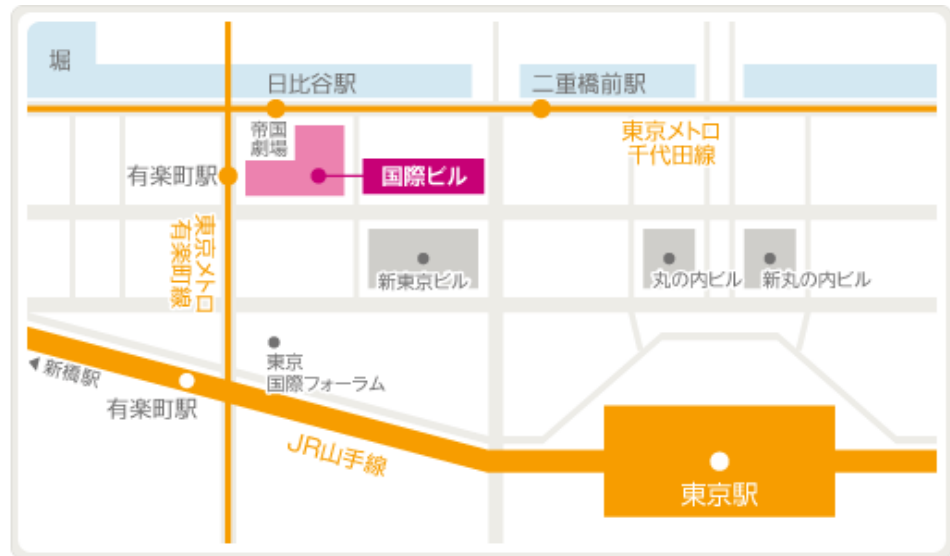 堀
日比谷駅
二重橋前駅
帝国
劇場
東京メトロ
千代田線
有楽町駅
国際ビル
東京メトロ
有楽町線
新東京ビル
丸の内ビル
新丸の内ビル
東京
国際フォーラム
◀新橋駅
有楽町駅
JR山手線
東京駅